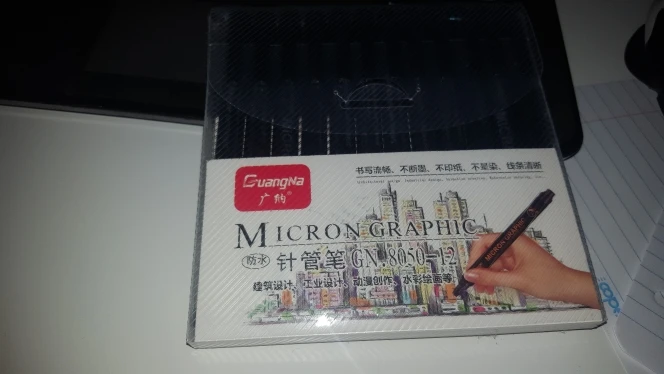 书写流畅、不断墨、不印纸、不晕染、线条清晰
GuangNa
广纳®
MICRON GRAPHIC
防水 针管笔 GN.8050-12
建筑设计、工业设计、动漫创作、水彩绘画等
MICRON GRAPHIC